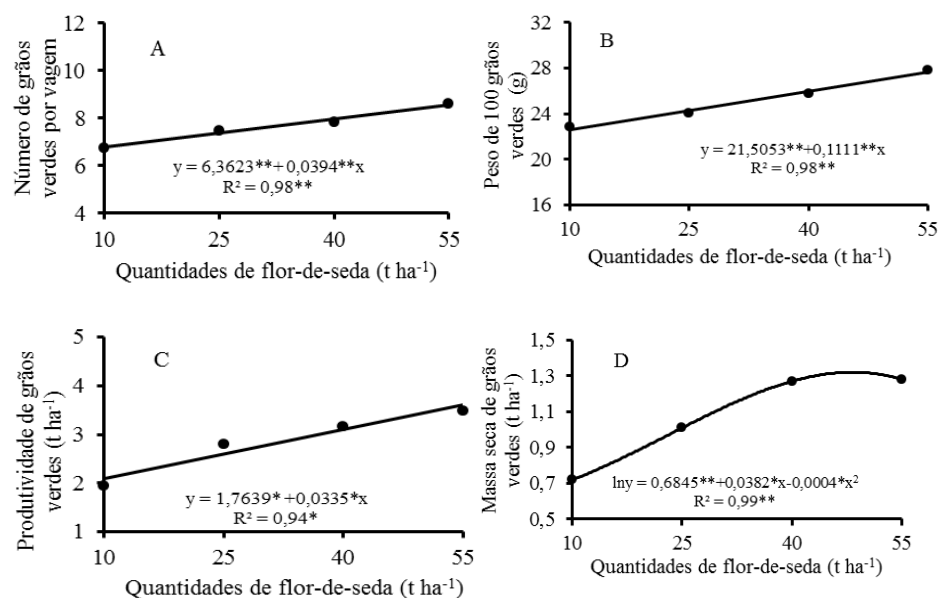 A
Número de grãos
verdes por vagem
12
10
8
6
4
y = 6,3623**+0,0394**x
R² = 0,98**
10 25 40 55
Quantidades de flor-de-seda (t ha⁻¹)
B
Peso de 100 grãos
verdes (g)
32
28
24
20
16
y = 21,5053**+0,1111**x
R² = 0,98**
10 25 40 55
Quantidades de flor-de-seda (t ha⁻¹)
C
Produtividade de grãos
verdes (t ha⁻¹)
5
4
3
2
1
y = 1,7639*+0,0335*x
R² = 0,94*
10 25 40 55
Quantidades de flor-de-seda (t ha⁻¹)
D
Massa seca de grãos
verdes (t ha⁻¹)
1,5
1,3
1,1
0,9
0,7
0,5
lny = 0,6845**+0,0382*x-0,0004*x²
R² = 0,99**
10 25 40 55
Quantidades de flor-de-seda (t ha⁻¹)